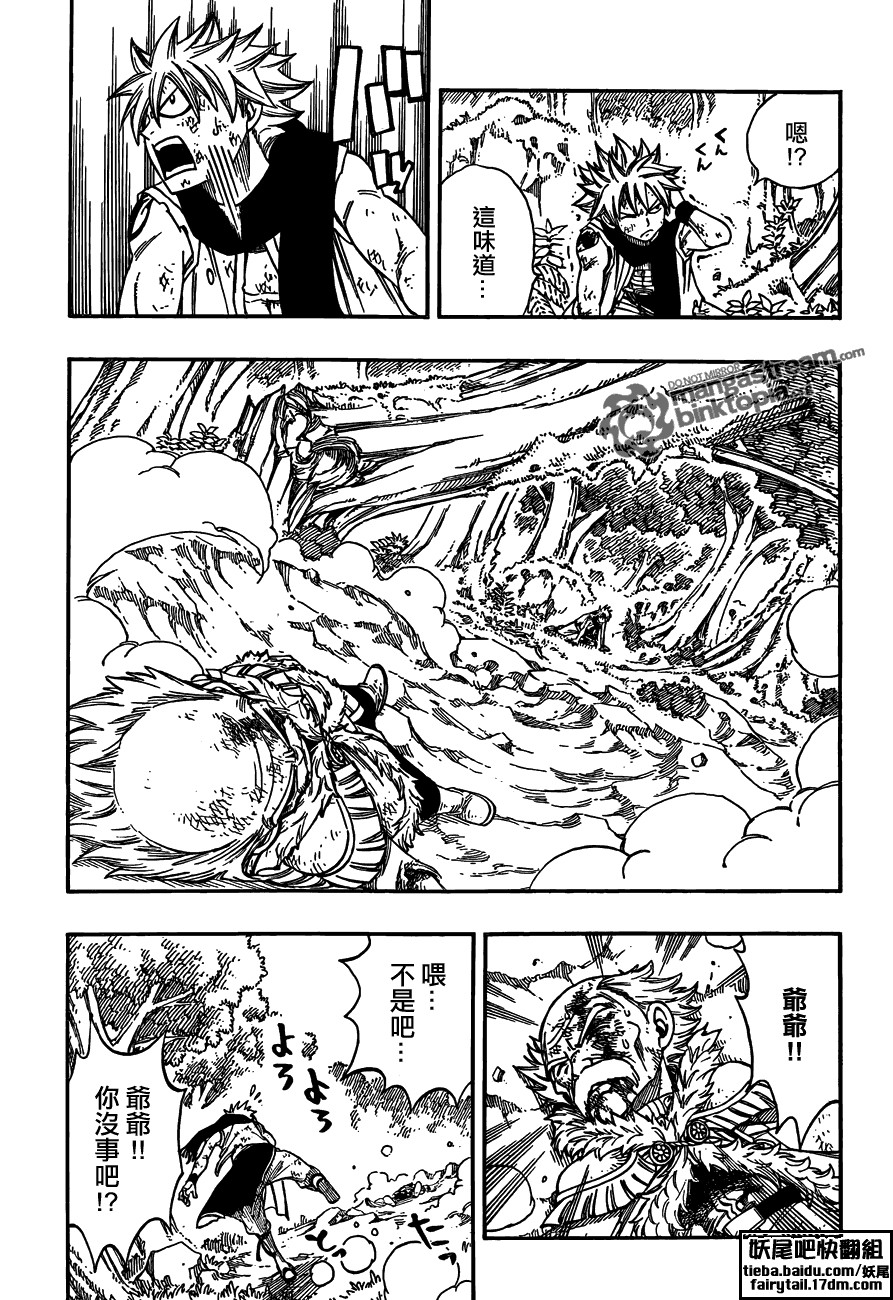 嗯!?
くんくん
這味道…
DO NOT MIRROR
mangastream.com
binktopia
爺爺!!
喂…
不是吧…
よろ
よろ
爺爺!!
你沒事吧!?
とっ
たっ
妖尾吧快翻組
tieba.baidu.com/妖尾
fairytail.17dm.com